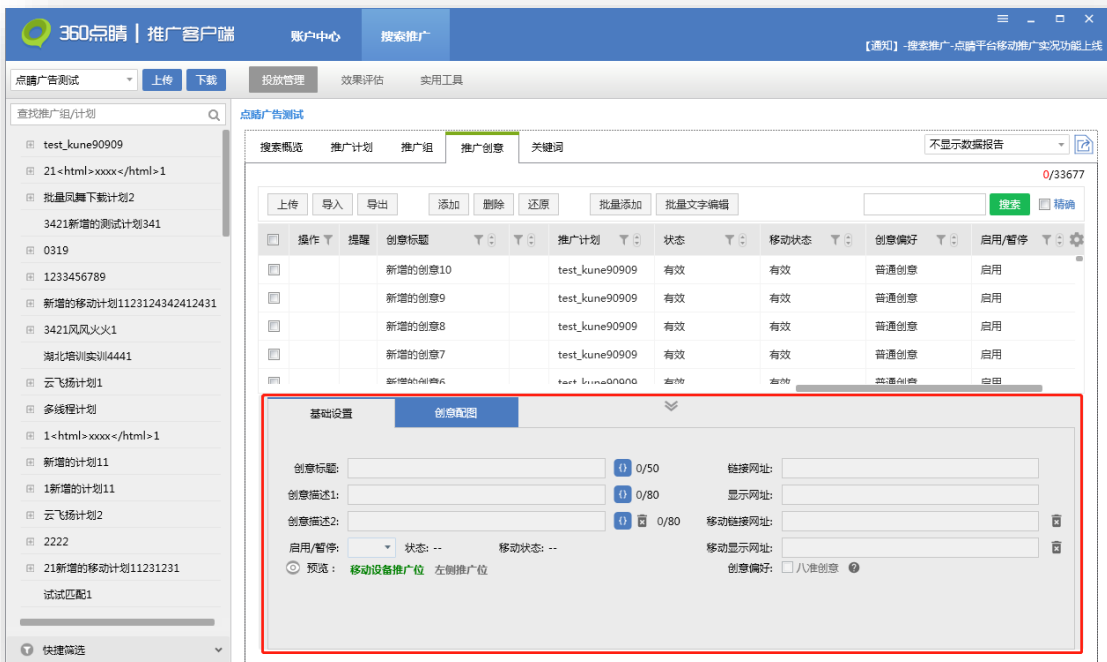 360点睛 | 推广客户端
账户中心
搜索推广
【通知】-搜索推广-点睛平台移动推广实况功能上线
点睛广告测试
上传
下载
投放管理
效果评估
实用工具
查找推广组/计划
test_kune90909
21<html>xxxx</html>1
批量凤舞下载计划2
3421新增的测试计划341
0319
1233456789
新增的移动计划1123124342412431
3421风风火火1
湖北培训实训4441
云飞扬计划1
多线程计划
1<html>xxxx</html>1
新增的计划11
1新增的计划11
云飞扬计划2
2222
21新增的移动计划11231231
试试匹配1
快捷筛选
点睛广告测试
搜索概览 推广计划 推广组 推广创意 关键词
不显示数据报告
0/33677
上传 导入 导出 添加 删除 还原 批量添加 批量文字编辑 搜索 精确
操作 提醒 创意标题 推广计划 状态 移动状态 创意偏好 启用/暂停
新增的创意10 test_kune90909 有效 有效 普通创意 启用
新增的创意9 test_kune90909 有效 有效 普通创意 启用
新增的创意8 test_kune90909 有效 有效 普通创意 启用
新增的创意7 test_kune90909 有效 有效 普通创意 启用
新增的创意6 test_kune90909 有效 有效 普通创意 启用
基础设置 创意配图
创意标题: 0/50 链接网址:
创意描述1: 0/80 显示网址:
创意描述2: 0/80 移动链接网址:
启用/暂停: 状态: -- 移动状态: -- 移动显示网址:
预览： 移动设备推广位 左侧推广位 创意偏好: 八准创意